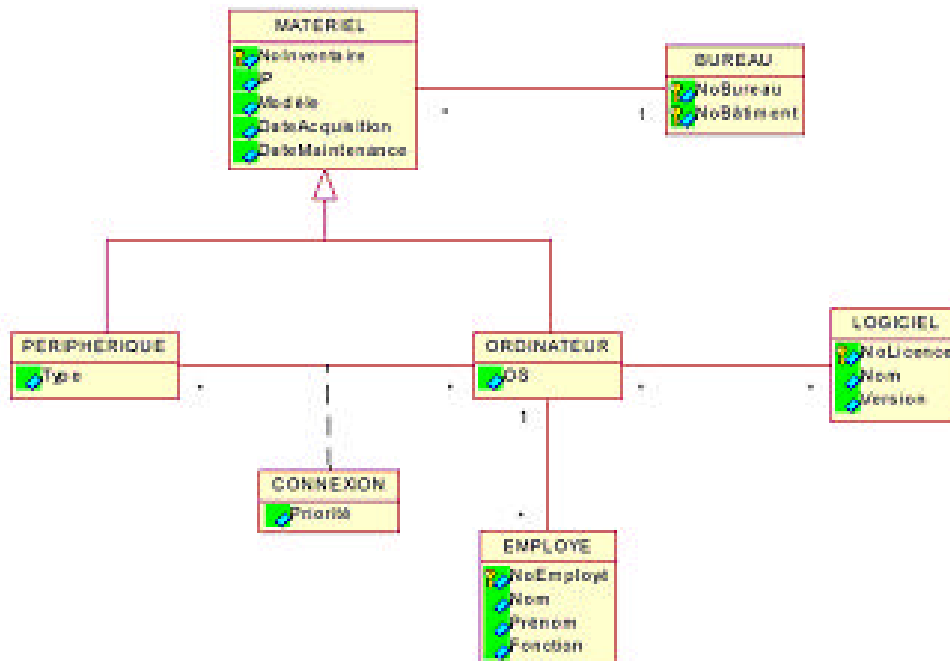 MATERIEL
NoInventaire
IP
Modèle
DateAcquisition
DateMaintenance
BUREAU
NoBureau
NoBâtiment
*
1
PERIPHERIQUE
Type
ORDINATEUR
OS
LOGICIEL
NoLicence
Nom
Version
*
*
*
*
1
CONNEXION
Priorité
*
EMPLOYE
NoEmployé
Nom
Prénom
Fonction